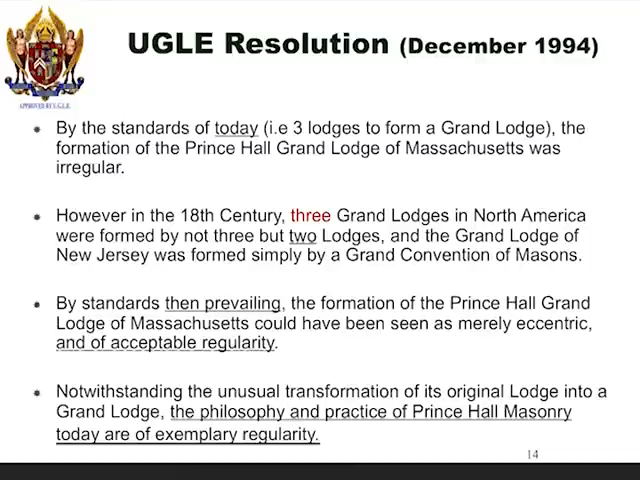 UGLE Resolution (December 1994)
APPROVED BY U.G.L.E.
By the standards of today (i.e 3 lodges to form a Grand Lodge), the
formation of the Prince Hall Grand Lodge of Massachusetts was
irregular.
However in the 18th Century, three Grand Lodges in North America
were formed by not three but two Lodges, and the Grand Lodge of
New Jersey was formed simply by a Grand Convention of Masons.
By standards then prevailing, the formation of the Prince Hall Grand
Lodge of Massachusetts could have been seen as merely eccentric,
and of acceptable regularity.
Notwithstanding the unusual transformation of its original Lodge into a
Grand Lodge, the philosophy and practice of Prince Hall Masonry
today are of exemplary regularity.
14